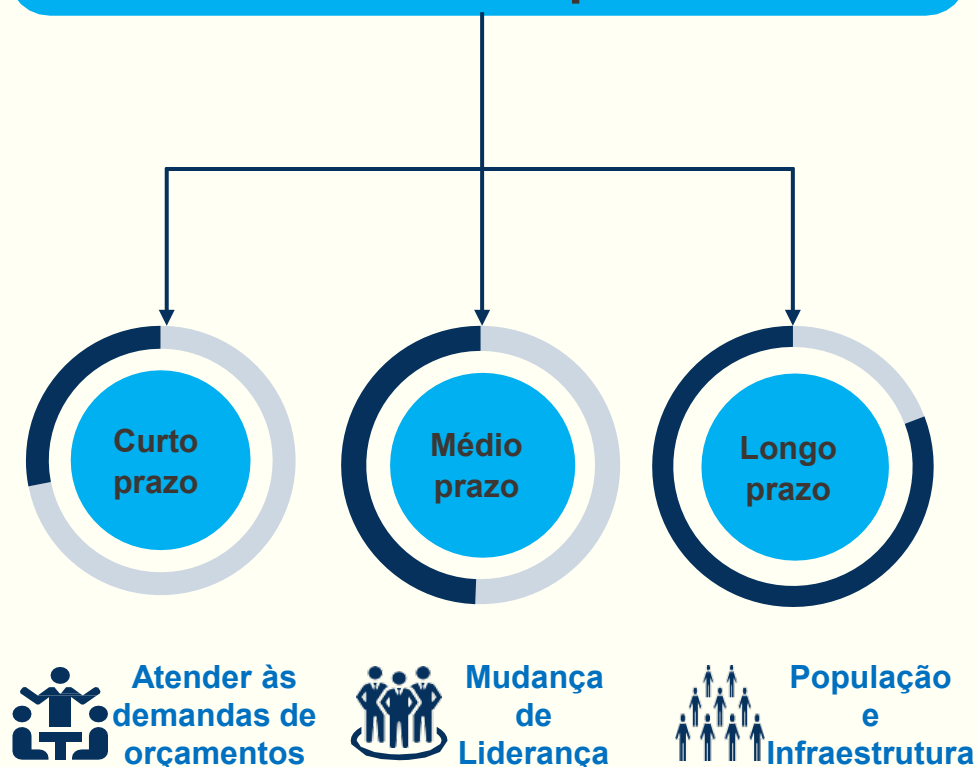 Curto
prazo
Médio
prazo
Longo
prazo
Atender às
demandas de
orçamentos
Mudança
de
Liderança
População
e
Infraestrutura